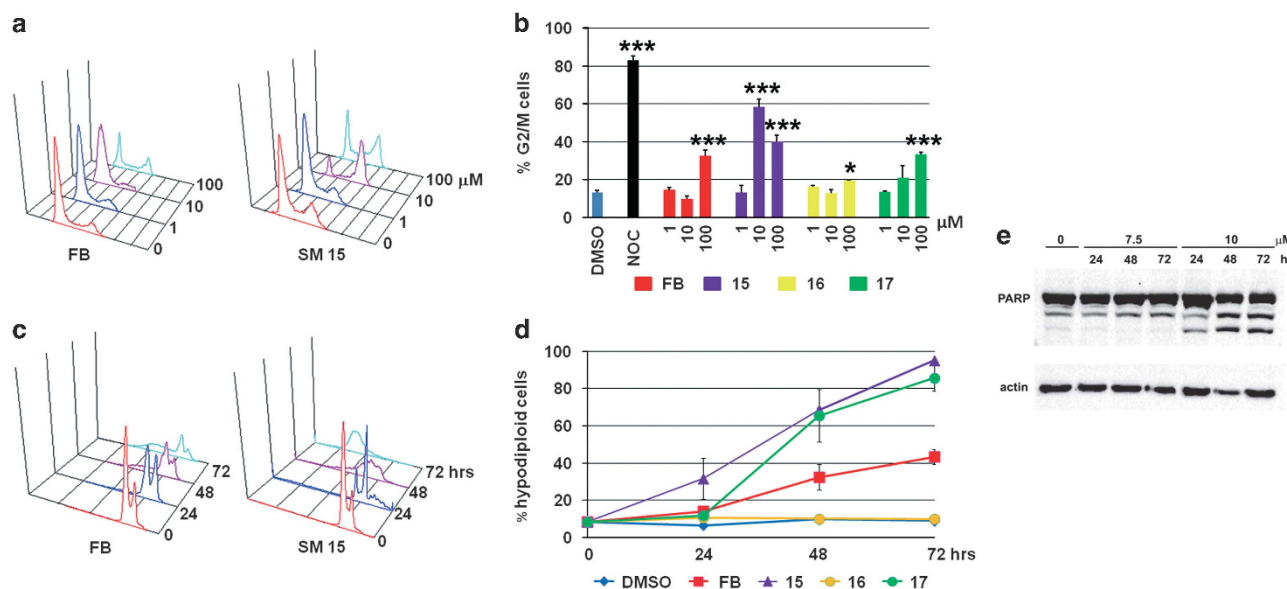 a
100
10
1
0
FB
100 μM
10
1
0
SM 15
b
% G2/M cells
100
80
60
40
20
0
***
***
***
***
*
***
DMSO
NOC
1 10 100
1 10 100
1 10 100
1 10 100
μM
FB 15 16 17
c
72
48
24
0
FB
72 hrs
48
24
0
SM 15
d
% hypodiploid cells
100
80
60
40
20
0
0 24 48 72 hrs
DMSO FB 15 16 17
e
0 7.5 10 μM
24 48 72 24 48 72 h
PARP
actin